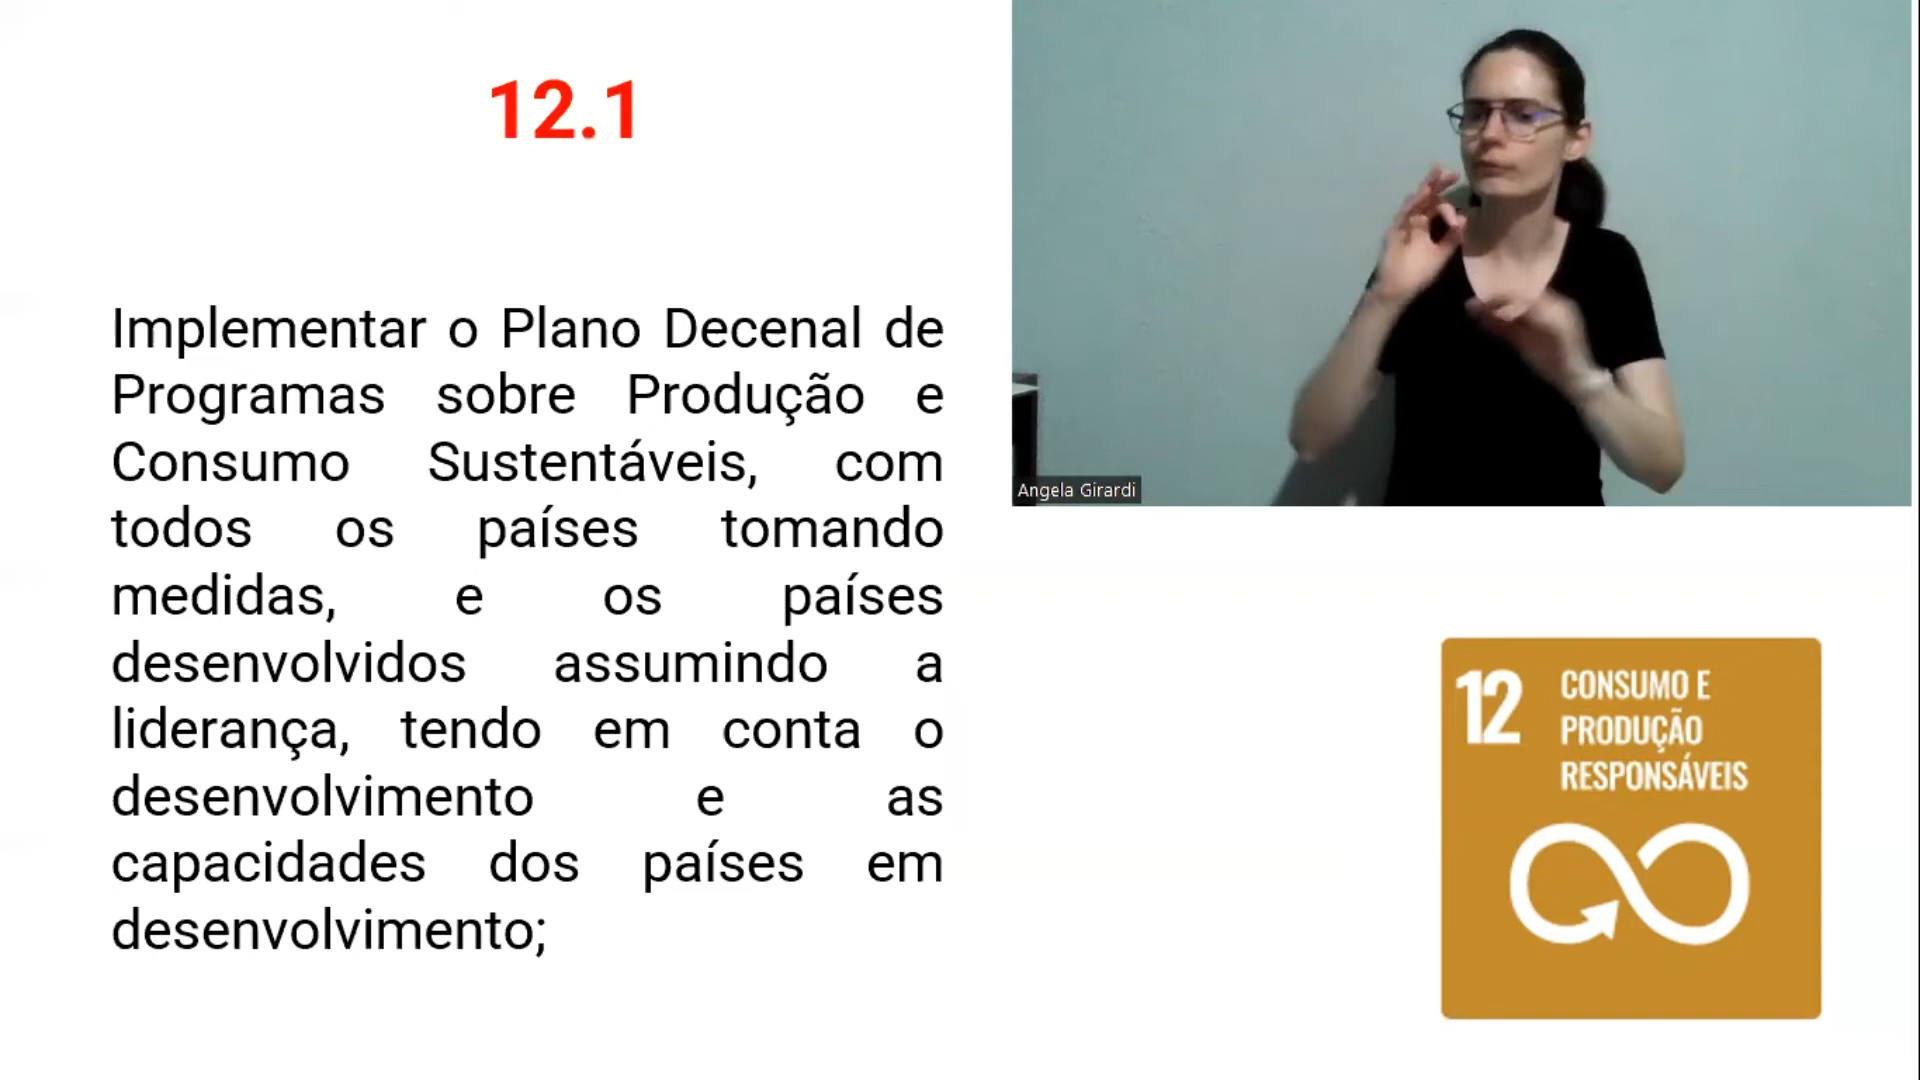 12.1
Implementar o Plano Decenal de
Programas sobre Produção e
Consumo Sustentáveis, com
todos os países tomando
medidas, e os países
desenvolvidos assumindo a
liderança, tendo em conta o
desenvolvimento e as
capacidades dos países em
desenvolvimento;
Angela Girardi
12 CONSUMO E
PRODUÇÃO
RESPONSÁVEIS